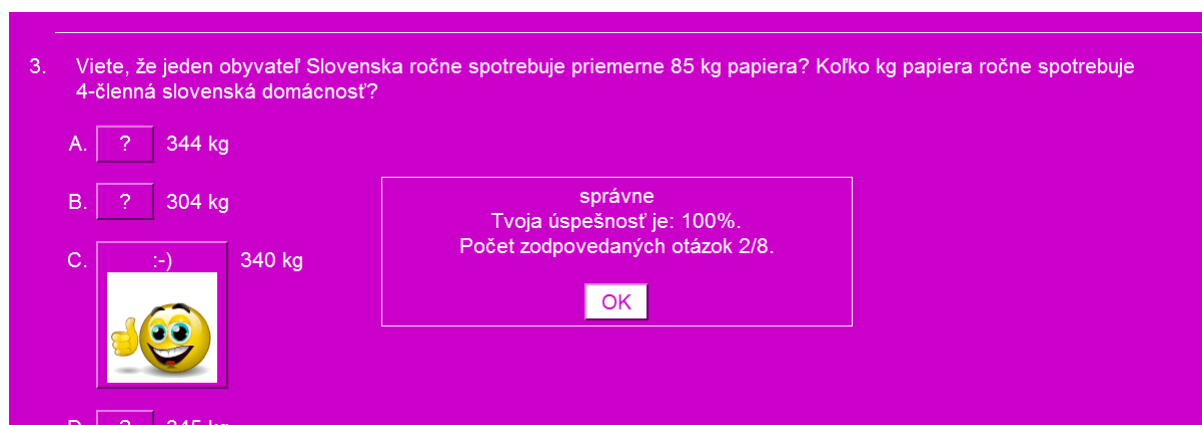 3. Viete, že jeden obyvateľ Slovenska ročne spotrebuje priemerne 85 kg papiera? Koľko kg papiera ročne spotrebuje
4-členná slovenská domácnosť?
A. ? 344 kg
B. ? 304 kg
C. :-) 340 kg
správne
Tvoja úspešnosť je: 100%.
Počet zodpovedaných otázok 2/8.
OK
D. ? 345 kg